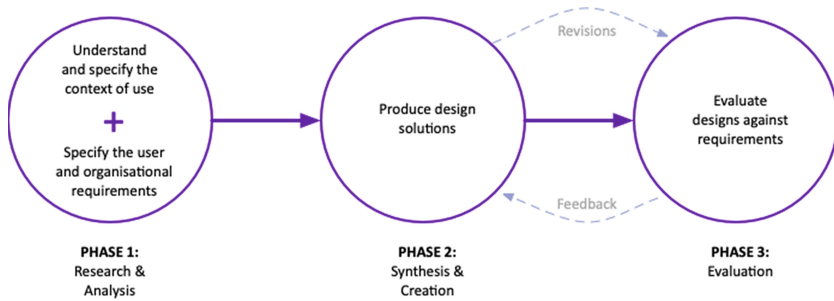 Understand
and specify the
context of use
+
Specify the user
and organisational
requirements
Produce design
solutions
Evaluate
designs against
requirements
Revisions
Feedback
PHASE 1:
Research &
Analysis
PHASE 2:
Synthesis &
Creation
PHASE 3:
Evaluation